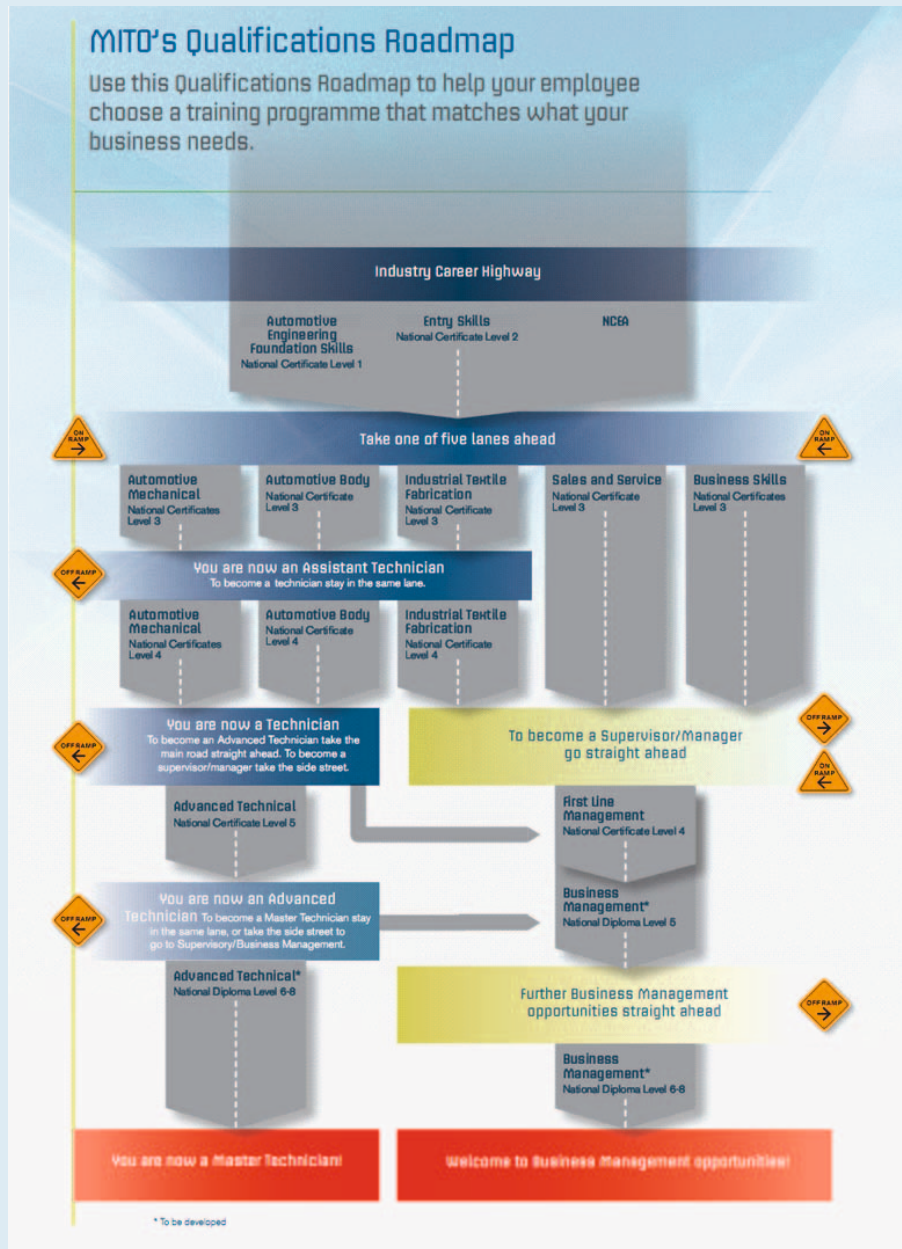 MITO's Qualifications Roadmap
Use this Qualifications Roadmap to help your employee
choose a training programme that matches what your
business needs.
Industry Career Highway
Automotive
Engineering
Foundation Skills
National Certificate Level 1
Entry Skills
National Certificate Level 2
NCEA
ON
RAMP
Take one of five lanes ahead
ON
RAMP
Automotive
Mechanical
National Certificates
Level 3
Automotive Body
National Certificate
Level 3
Industrial Textile
Fabrication
National Certificate
Level 3
Sales and Service
National Certificate
Level 3
Business Skills
National Certificates
Level 3
OFF RAMP
You are now an Assistant Technician
To become a technician stay in the same lane.
Automotive
Mechanical
National Certificates
Level 4
Automotive Body
National Certificate
Level 4
Industrial Textile
Fabrication
National Certificate
Level 4
OFF RAMP
You are now a Technician
To become an Advanced Technician take the
main road straight ahead. To become a
supervisor/manager take the side street.
To become a Supervisor/Manager
go straight ahead
OFF RAMP
ON
RAMP
Advanced Technical
National Certificate Level 5
First Line
Management
National Certificate Level 4
OFF RAMP
You are now an Advanced
Technician To become a Master Technician stay
in the same lane, or take the side street to
go to Supervisory/Business Management.
Business
Management*
National Diploma Level 5
Advanced Technical*
National Diploma Level 6-8
Further Business Management
opportunities straight ahead
OFF RAMP
Business
Management*
National Diploma Level 6-8
You are now a Master Technician!
Welcome to Business Management opportunities!
* To be developed